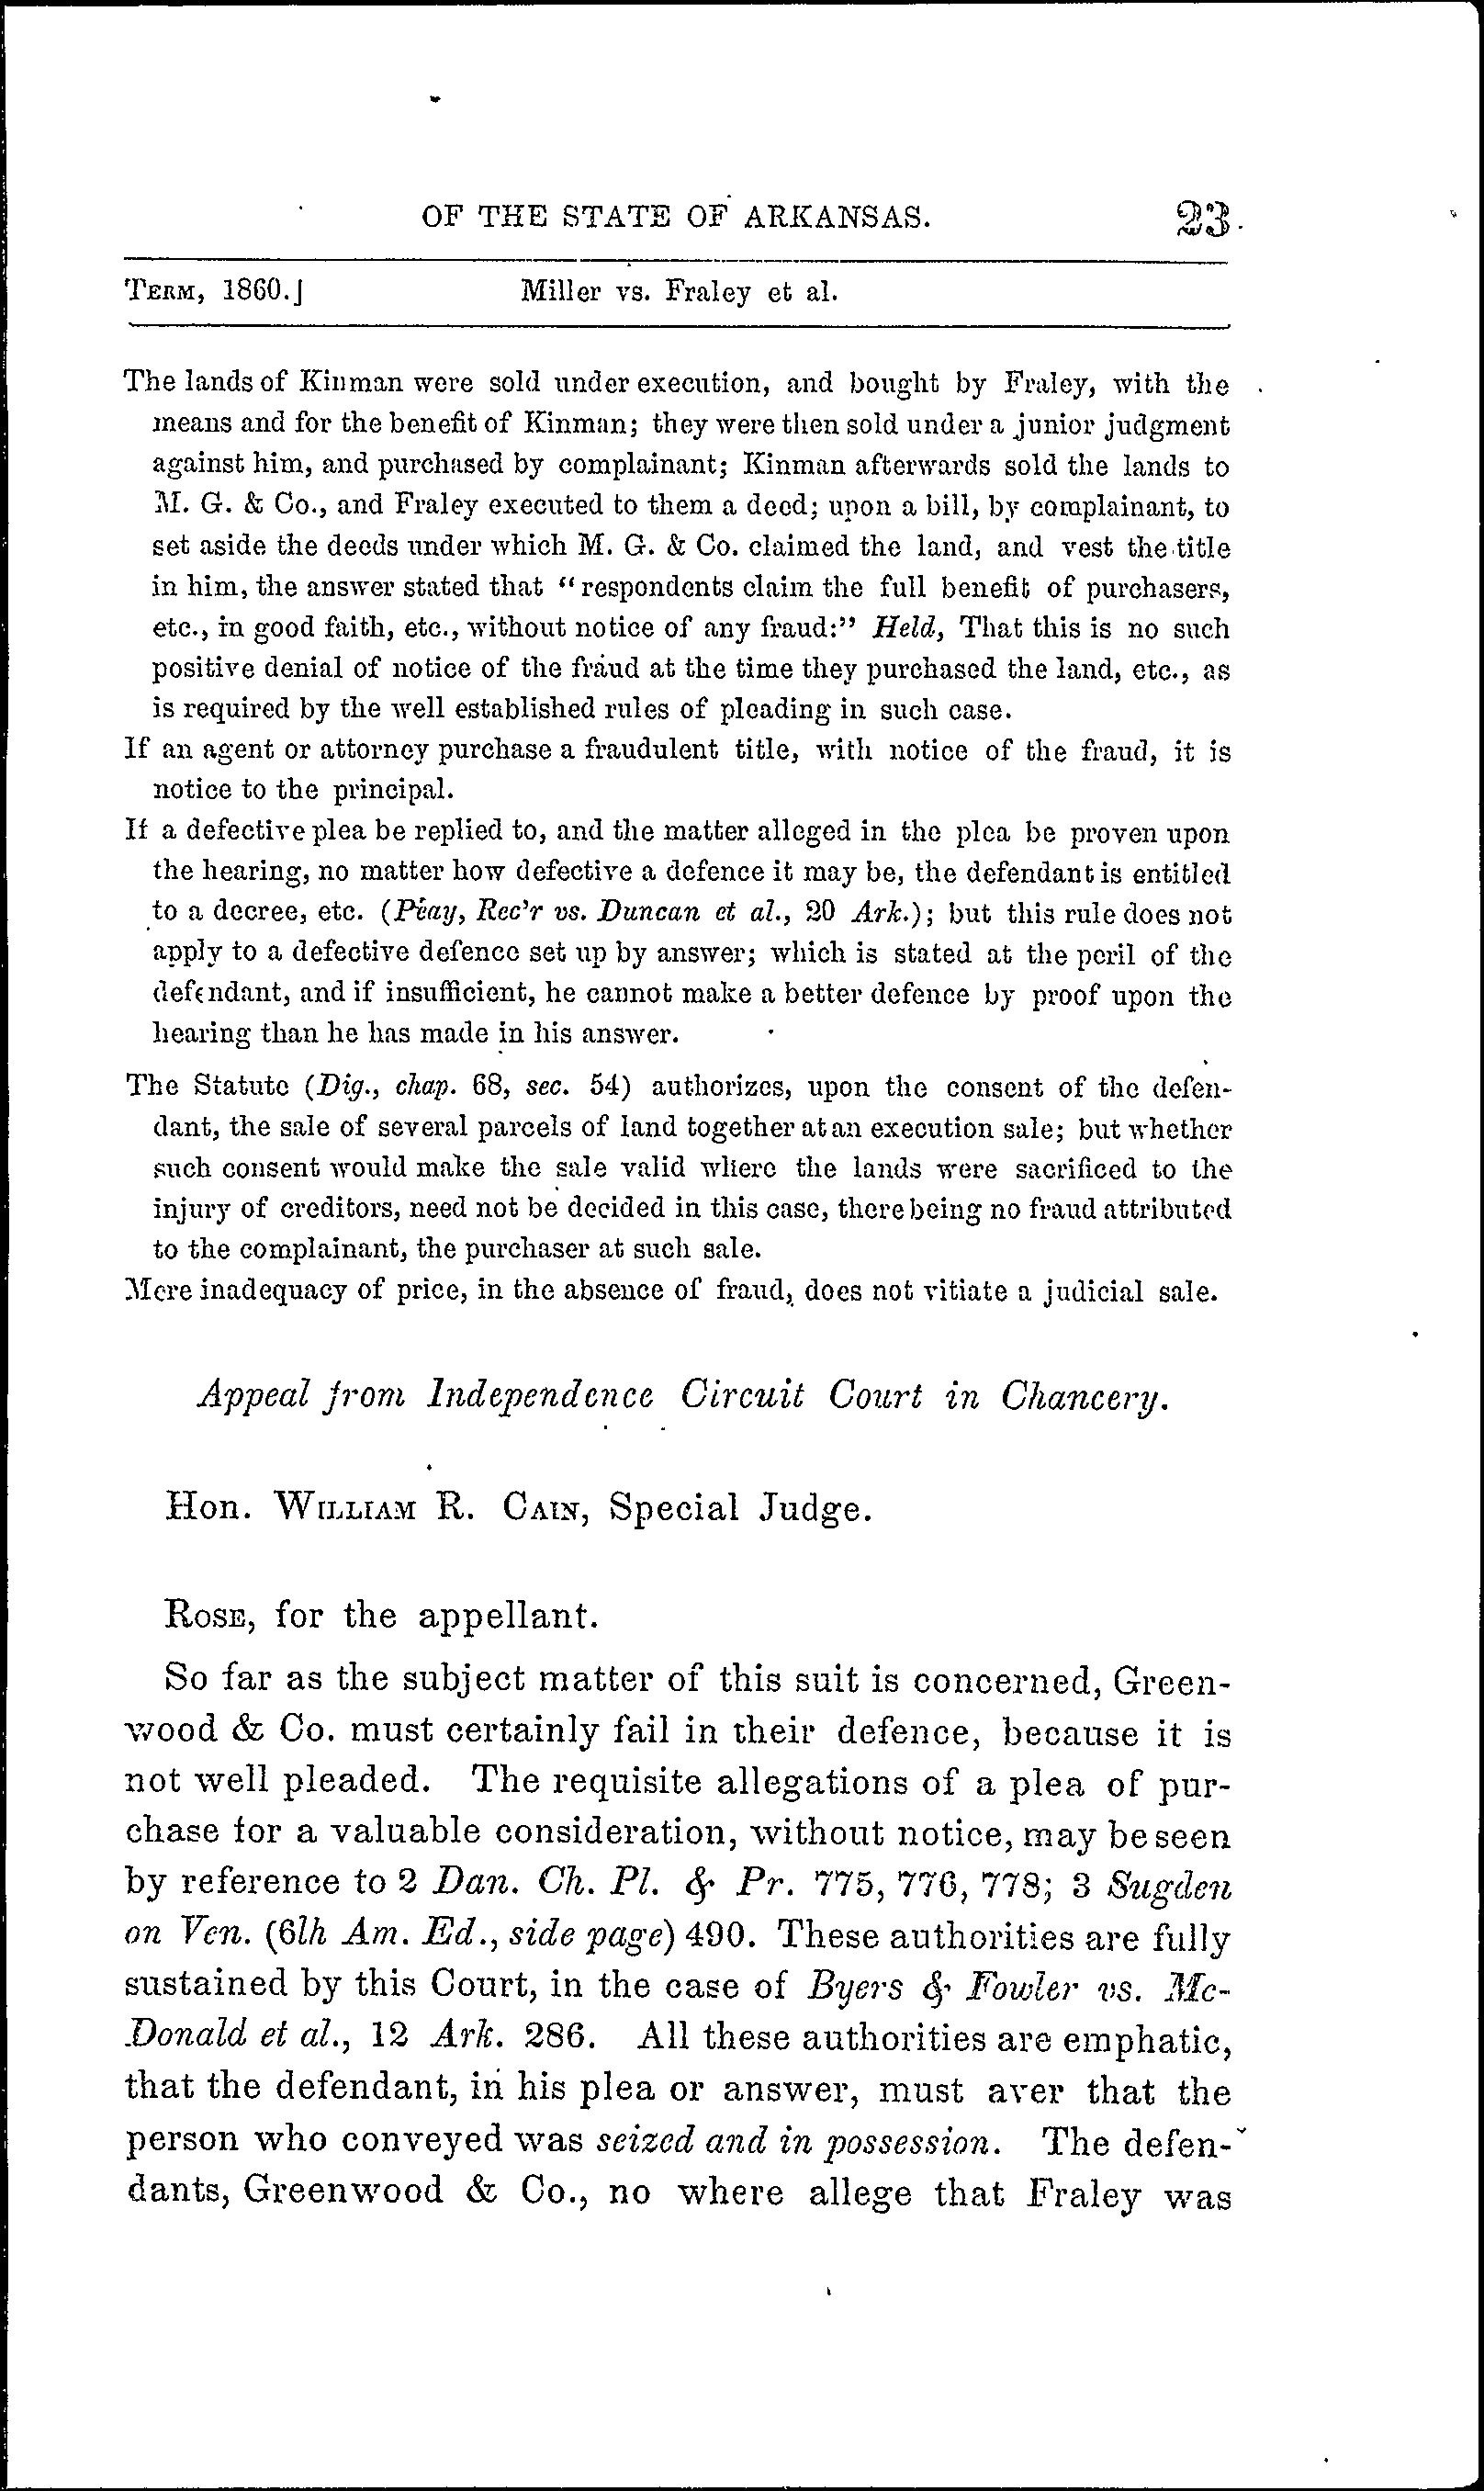 OF THE STATE OF ARKANSAS. 23
TERM, 1860.] Miller vs. Fraley et al.
The lands of Kinman were sold under execution, and bought by Fraley, with the
means and for the benefit of Kinman; they were then sold under a junior judgment
against him, and purchased by complainant; Kinman afterwards sold the lands to
M. G. & Co., and Fraley executed to them a deed; upon a bill, by complainant, to
set aside the deeds under which M. G. & Co. claimed the land, and vest the title
in him, the answer stated that "respondents claim the full benefit of purchasers,
etc., in good faith, etc., without notice of any fraud:" Held, That this is no such
positive denial of notice of the fraud at the time they purchased the land, etc., as
is required by the well established rules of pleading in such case.
If an agent or attorney purchase a fraudulent title, with notice of the fraud, it is
notice to the principal.
If a defective plea be replied to, and the matter alleged in the plea be proven upon
the hearing, no matter how defective a defence it may be, the defendant is entitled
to a decree, etc. (Peay, Rec'r vs. Duncan et al., 20 Ark.); but this rule does not
apply to a defective defence set up by answer; which is stated at the peril of the
defendant, and if insufficient, he cannot make a better defence by proof upon the
hearing than he has made in his answer.
The Statute (Dig., chap. 68, sec. 54) authorizes, upon the consent of the defen-
dant, the sale of several parcels of land together at an execution sale; but whether
such consent would make the sale valid where the lands were sacrificed to the
injury of creditors, need not be decided in this case, there being no fraud attributed
to the complainant, the purchaser at such sale.
Mere inadequacy of price, in the absence of fraud, does not vitiate a judicial sale.
Appeal from Independence Circuit Court in Chancery.
Hon. WILLIAM R. CAIN, Special Judge.
ROSE, for the appellant.
So far as the subject matter of this suit is concerned, Green-
wood & Co. must certainly fail in their defence, because it is
not well pleaded. The requisite allegations of a plea of pur-
chase for a valuable consideration, without notice, may be seen
by reference to 2 Dan. Ch. Pl. & Pr. 775, 776, 778; 3 Sugden
on Ven. (6th Am. Ed., side page) 490. These authorities are fully
sustained by this Court, in the case of Byers & Fowler vs. Mc-
Donald et al., 12 Ark. 286. All these authorities are emphatic,
that the defendant, in his plea or answer, must aver that the
person who conveyed was seized and in possession. The defen-
dants, Greenwood & Co., no where allege that Fraley was